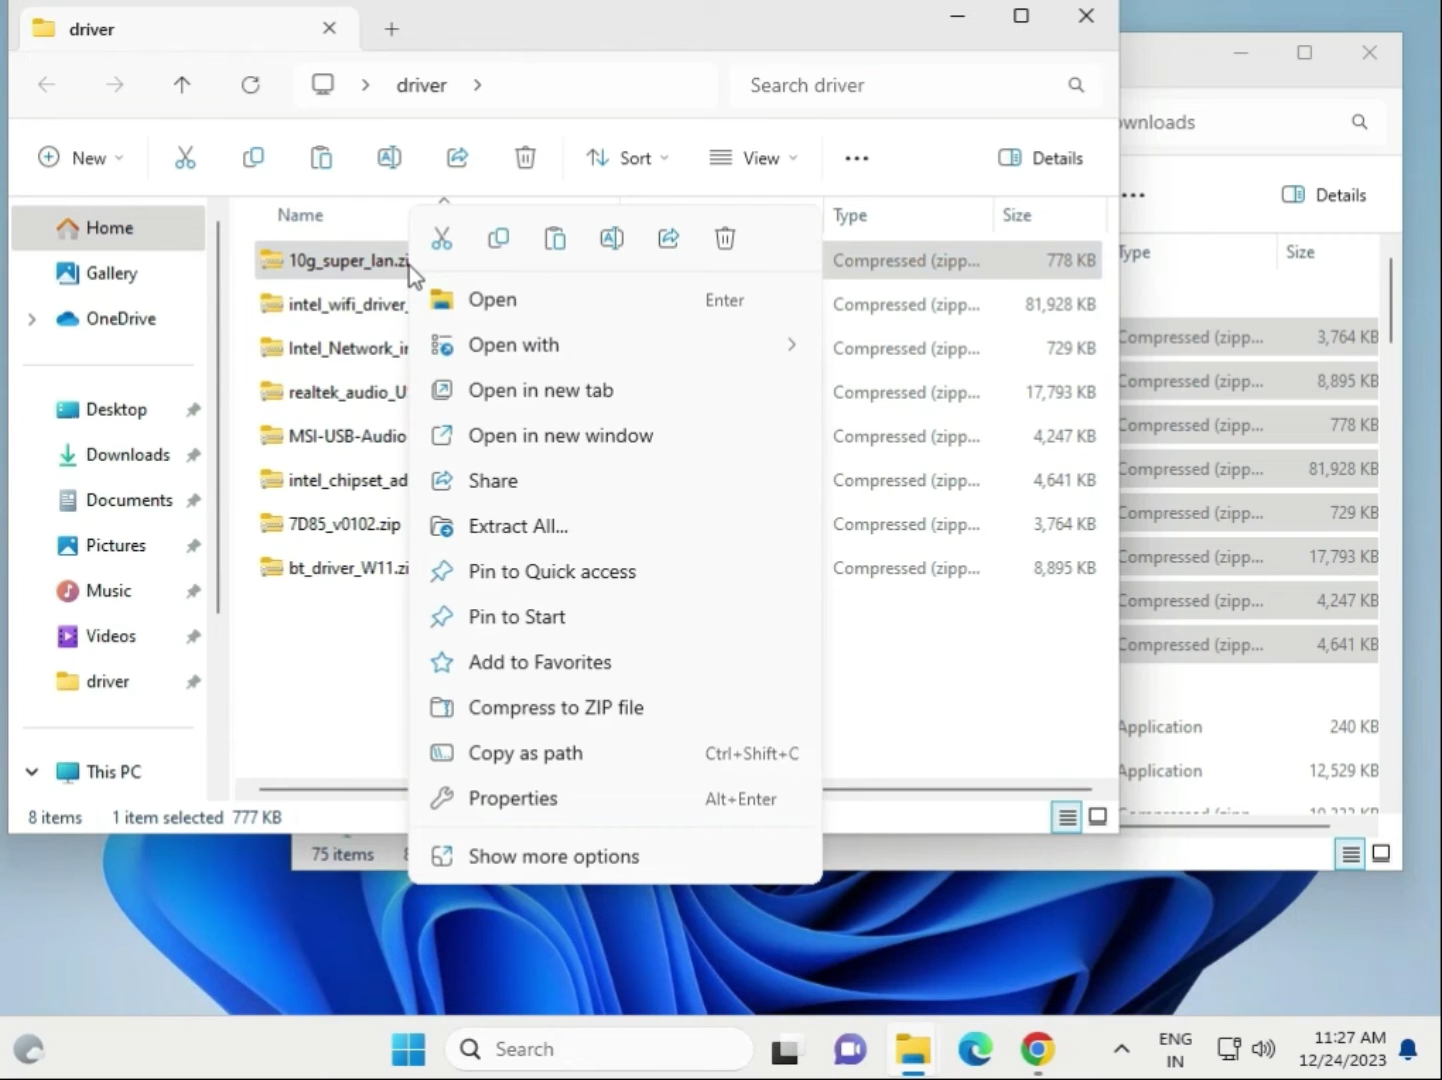 driver
driver
Search driver
New
Sort
View
Details
Home
Gallery
OneDrive
Desktop
Downloads
Documents
Pictures
Music
Videos
driver
This PC
Name
Type
Size
10g_super_lan.zi
Compressed (zipp...
778 KB
intel_wifi_driver_
Compressed (zipp...
81,928 KB
Intel_Network_i
Compressed (zipp...
729 KB
realtek_audio_U
Compressed (zipp...
17,793 KB
MSI-USB-Audio
Compressed (zipp...
4,247 KB
intel_chipset_ad
Compressed (zipp...
4,641 KB
7D85_v0102.zip
Compressed (zipp...
3,764 KB
bt_driver_W11.zi
Compressed (zipp...
8,895 KB
Open
Enter
Open with
Open in new tab
Open in new window
Share
Extract All...
Pin to Quick access
Pin to Start
Add to Favorites
Compress to ZIP file
Copy as path
Ctrl+Shift+C
Properties
Alt+Enter
Show more options
8 items
1 item selected
777 KB
ownloads
Details
Type
Size
Compressed (zipp...
3,764 KB
Compressed (zipp...
8,895 KB
Compressed (zipp...
778 KB
Compressed (zipp...
81,928 KB
Compressed (zipp...
729 KB
Compressed (zipp...
17,793 KB
Compressed (zipp...
4,247 KB
Compressed (zipp...
4,641 KB
Application
240 KB
Application
12,529 KB
75 items
Search
ENG
IN
11:27 AM
12/24/2023